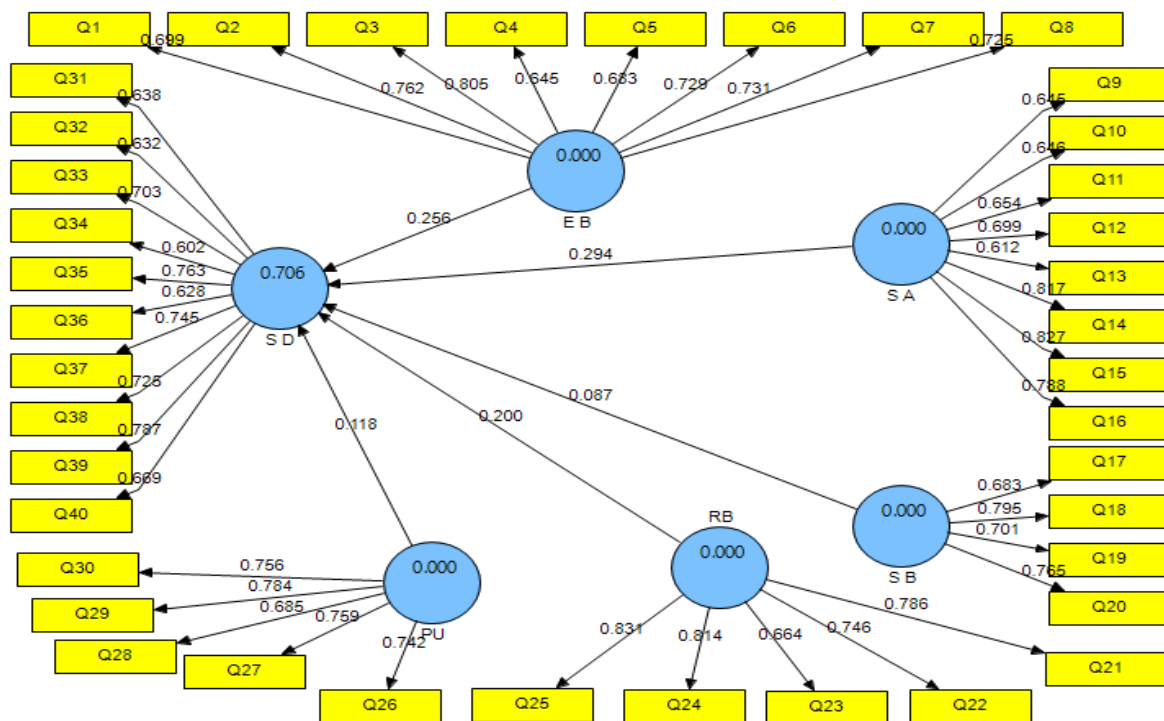 Q1 Q2 Q3 Q4 Q5 Q6 Q7 Q8
0.699 0.762 0.805 0.645 0.683 0.729 0.731 0.725
Q31
0.638
Q32
0.632
Q33
0.703
Q34
0.602
Q35
0.763
Q36
0.628
Q37
0.745
Q38
0.725
Q39
0.787
Q40
0.669
0.000
E B
0.256
0.706
S D
0.294
0.000
S A
Q9
0.645
Q10
0.646
Q11
0.654
Q12
0.699
Q13
0.612
Q14
0.817
Q15
0.827
Q16
0.788
0.118
0.200
0.087
0.000
S B
Q17
0.683
Q18
0.795
Q19
0.701
Q20
0.765
Q30
0.756
Q29
0.784
Q28
0.685
Q27
0.759
Q26
0.742
0.000
PU
RB
0.000
0.831 0.814 0.664 0.746 0.786
Q25 Q24 Q23 Q22 Q21